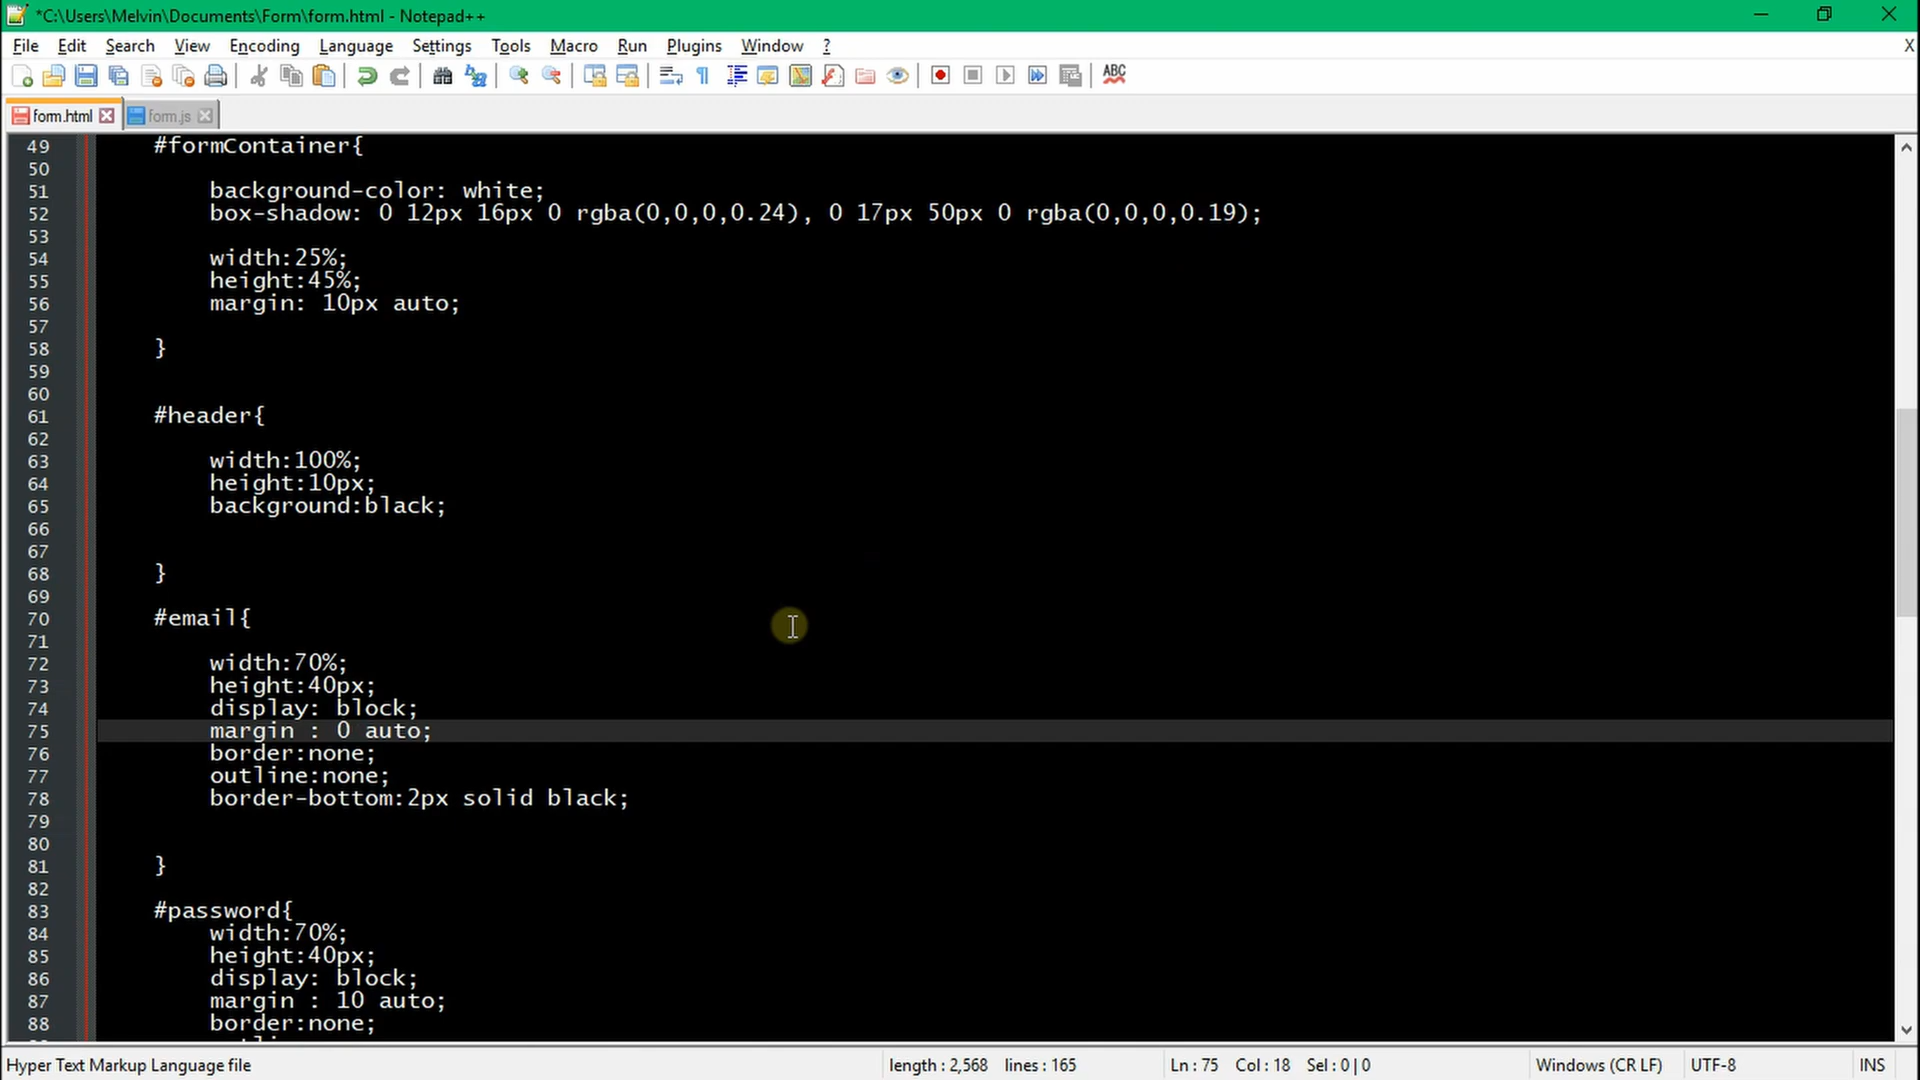 *C:\Users\Melvin\Documents\Form\form.html - Notepad++
File Edit Search View Encoding Language Settings Tools Macro Run Plugins Window ? X
ABC
form.html form.js
49 #formContainer{
50
51 background-color: white;
52 box-shadow: 0 12px 16px 0 rgba(0,0,0,0.24), 0 17px 50px 0 rgba(0,0,0,0.19);
53
54 width:25%;
55 height:45%;
56 margin: 10px auto;
57
58 }
59
60
61 #header{
62
63 width:100%;
64 height:10px;
65 background:black;
66
67
68 }
69
70 #email{
71
72 width:70%;
73 height:40px;
74 display: block;
75 margin : 0 auto;
76 border:none;
77 outline:none;
78 border-bottom:2px solid black;
79
80
81 }
82
83 #password{
84 width:70%;
85 height:40px;
86 display: block;
87 margin : 10 auto;
88 border:none;
Hyper Text Markup Language file length : 2,568 lines : 165 Ln : 75 Col : 18 Sel : 0 | 0 Windows (CR LF) UTF-8 INS